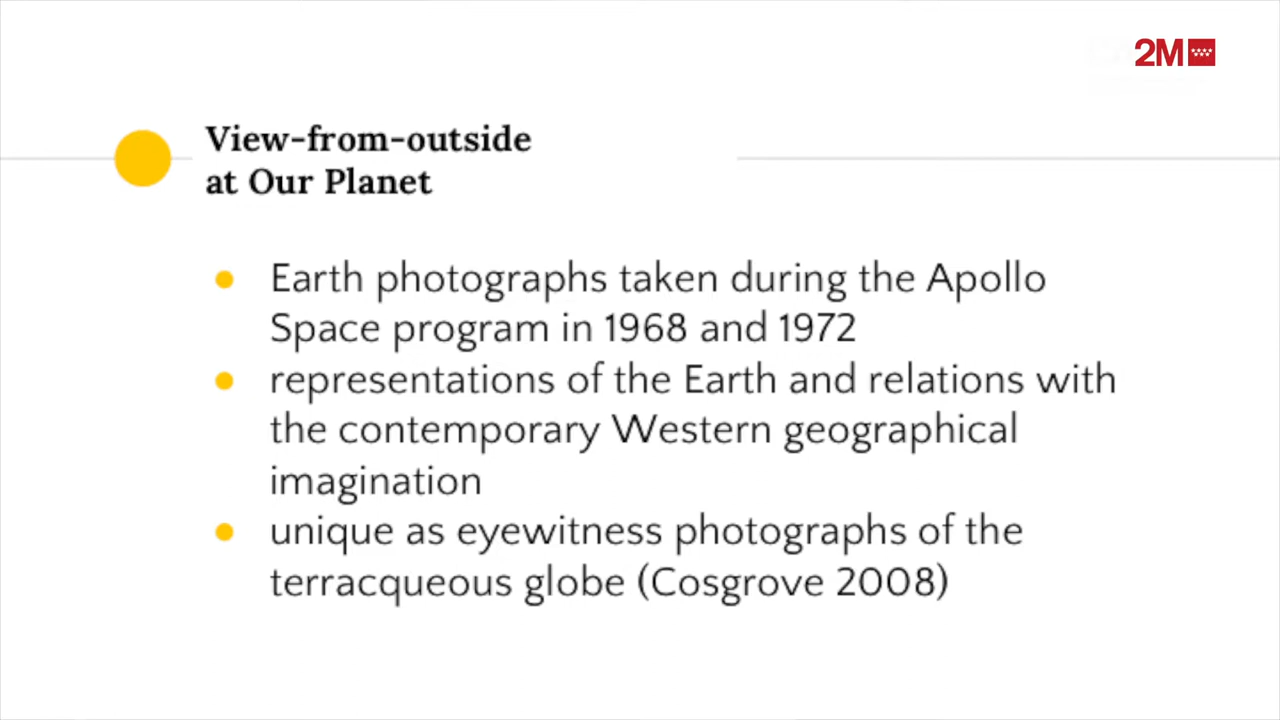 2M
View-from-outside
at Our Planet
● Earth photographs taken during the Apollo
Space program in 1968 and 1972
● representations of the Earth and relations with
the contemporary Western geographical
imagination
● unique as eyewitness photographs of the
terracqueous globe (Cosgrove 2008)